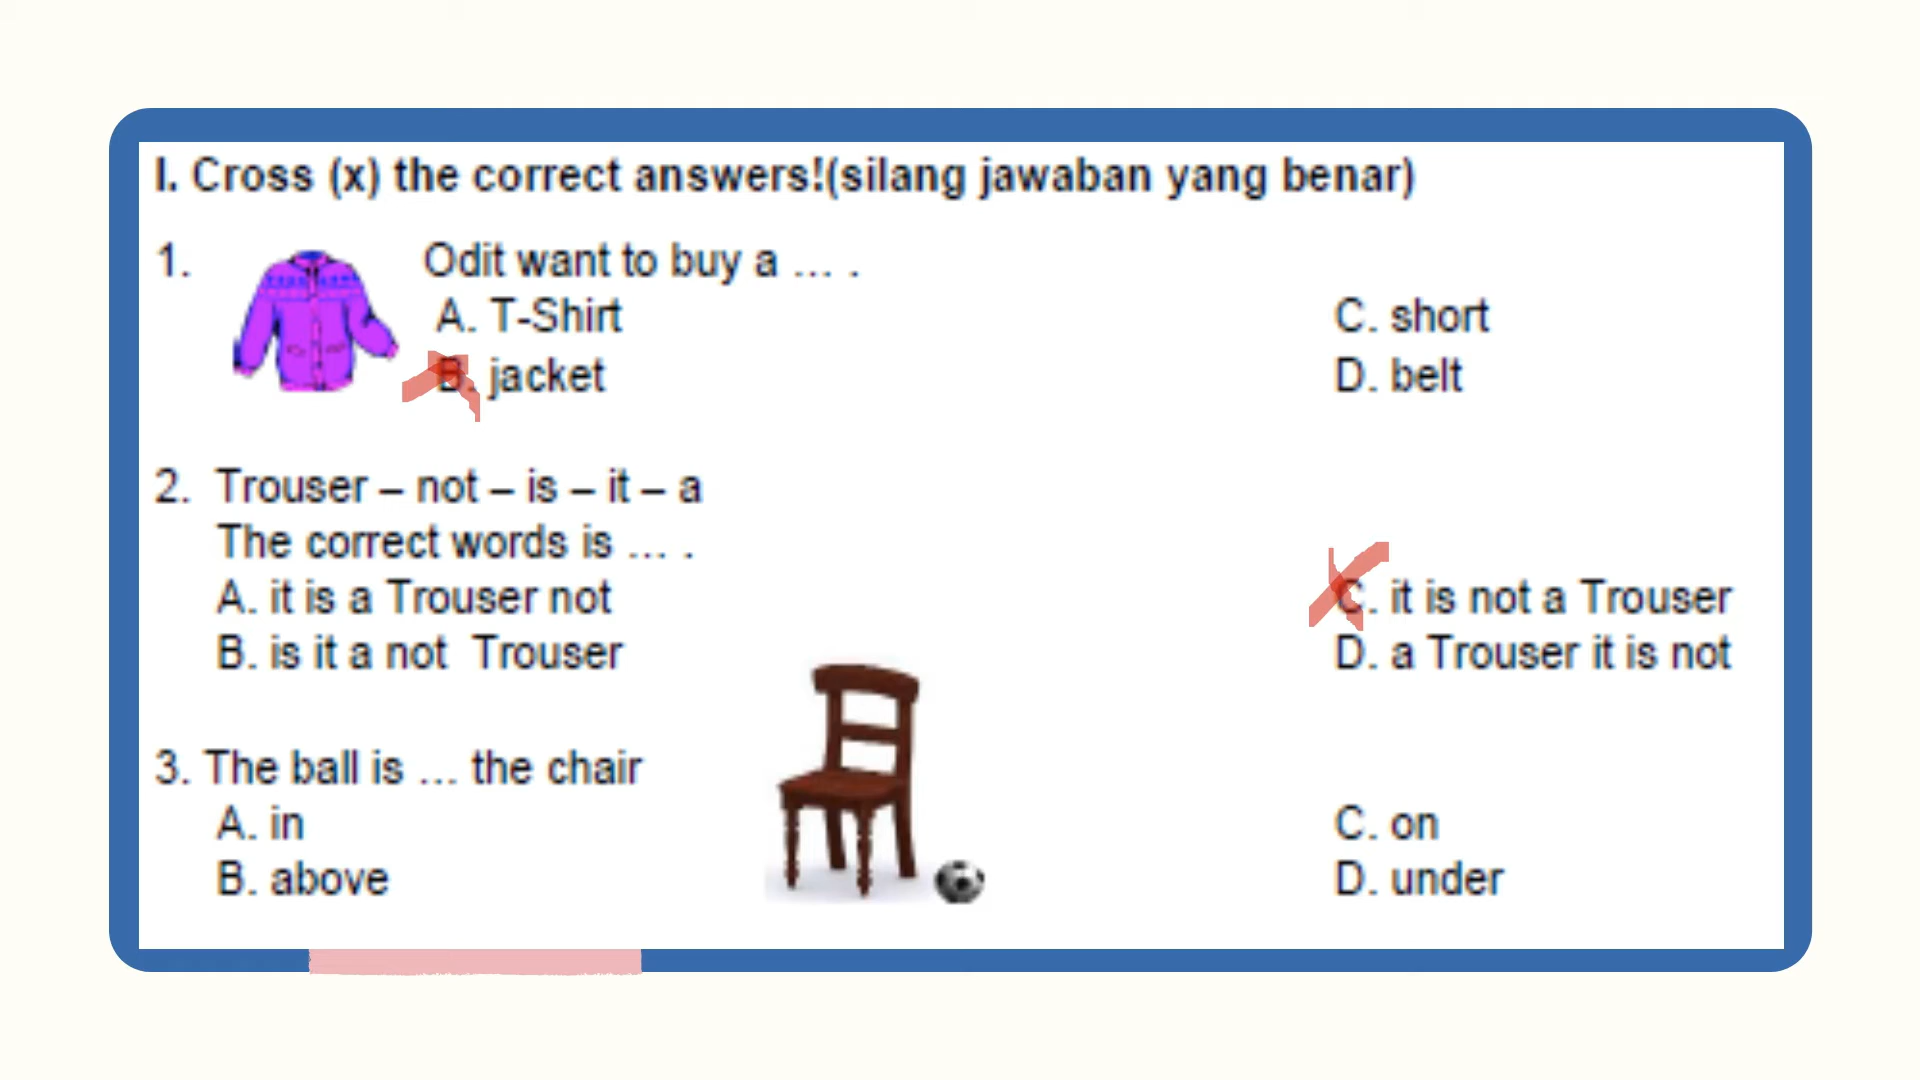 I. Cross (x) the correct answers!(silang jawaban yang benar)
1. Odit want to buy a ... .
A. T-Shirt C. short
B. jacket D. belt
2. Trouser – not – is – it – a
The correct words is ... .
A. it is a Trouser not C. it is not a Trouser
B. is it a not Trouser D. a Trouser it is not
3. The ball is ... the chair
A. in C. on
B. above D. under